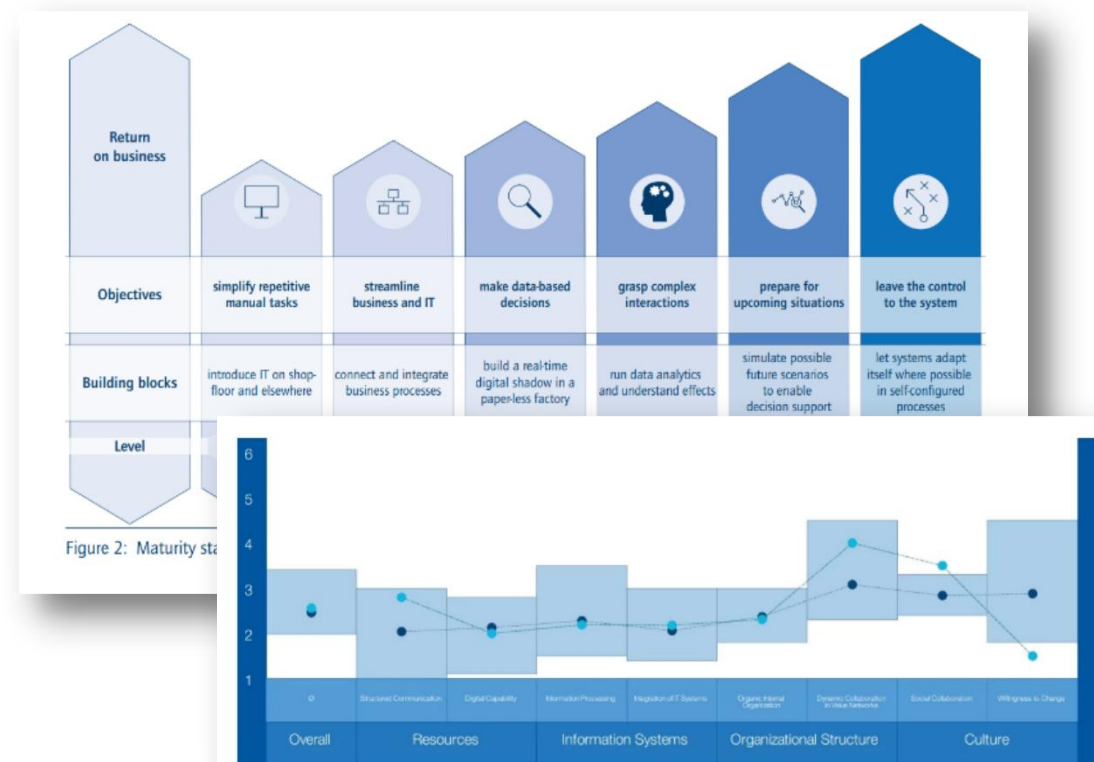 Return
on business
Objectives
simplify repetitive
manual tasks
streamline
business and IT
make data-based
decisions
grasp complex
interactions
prepare for
upcoming situations
leave the control
to the system
Building blocks
introduce IT on shop-
floor and elsewhere
connect and integrate
business processes
build a real-time
digital shadow in a
paper-less factory
run data analytics
and understand effects
simulate possible
future scenarios
to enable
decision support
let systems adapt
itself where possible
in self-configured
processes
Level
Figure 2: Maturity sta
6
5
4
3
2
1
Ø
Structured Communication
Digital Capability
Information Processing
Integration of IT Systems
Organic Internal
Organization
Dynamic Collaboration
in Value Networks
Social Collaboration
Willingness to Change
Overall
Resources
Information Systems
Organizational Structure
Culture